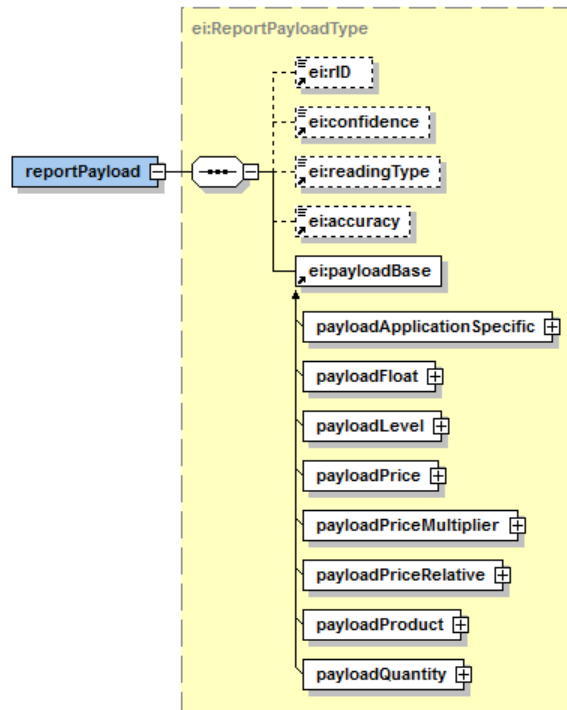 ei:ReportPayloadType
ei:rID
ei:confidence
reportPayload
ei:readingType
ei:accuracy
ei:payloadBase
payloadApplicationSpecific
payloadFloat
payloadLevel
payloadPrice
payloadPriceMultiplier
payloadPriceRelative
payloadProduct
payloadQuantity